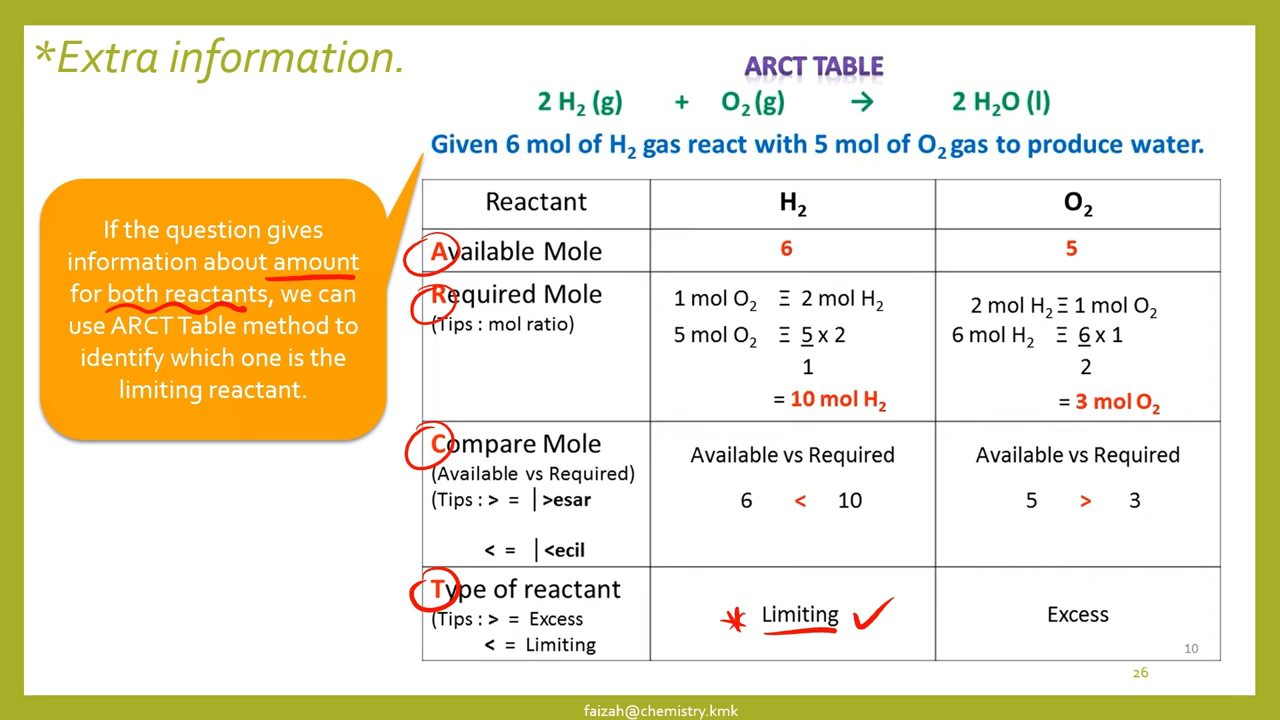 *Extra information.
ARCT TABLE
2 H₂ (g) + O₂ (g) → 2 H₂O (l)
Given 6 mol of H₂ gas react with 5 mol of O₂ gas to produce water.
If the question gives
information about amount
for both reactants, we can
use ARCT Table method to
identify which one is the
limiting reactant.
Reactant H₂ O₂
Available Mole 6 5
Required Mole
(Tips : mol ratio)
1 mol O₂ Ξ 2 mol H₂
5 mol O₂ Ξ 5 x 2
1
= 10 mol H₂
2 mol H₂ Ξ 1 mol O₂
6 mol H₂ Ξ 6 x 1
2
= 3 mol O₂
Compare Mole
(Available vs Required)
(Tips : > = |>esar
< = |<ecil
Available vs Required
6 < 10
Available vs Required
5 > 3
Type of reactant
(Tips : > = Excess
< = Limiting
* Limiting ✓
Excess
10
26
faizah@chemistry.kmk